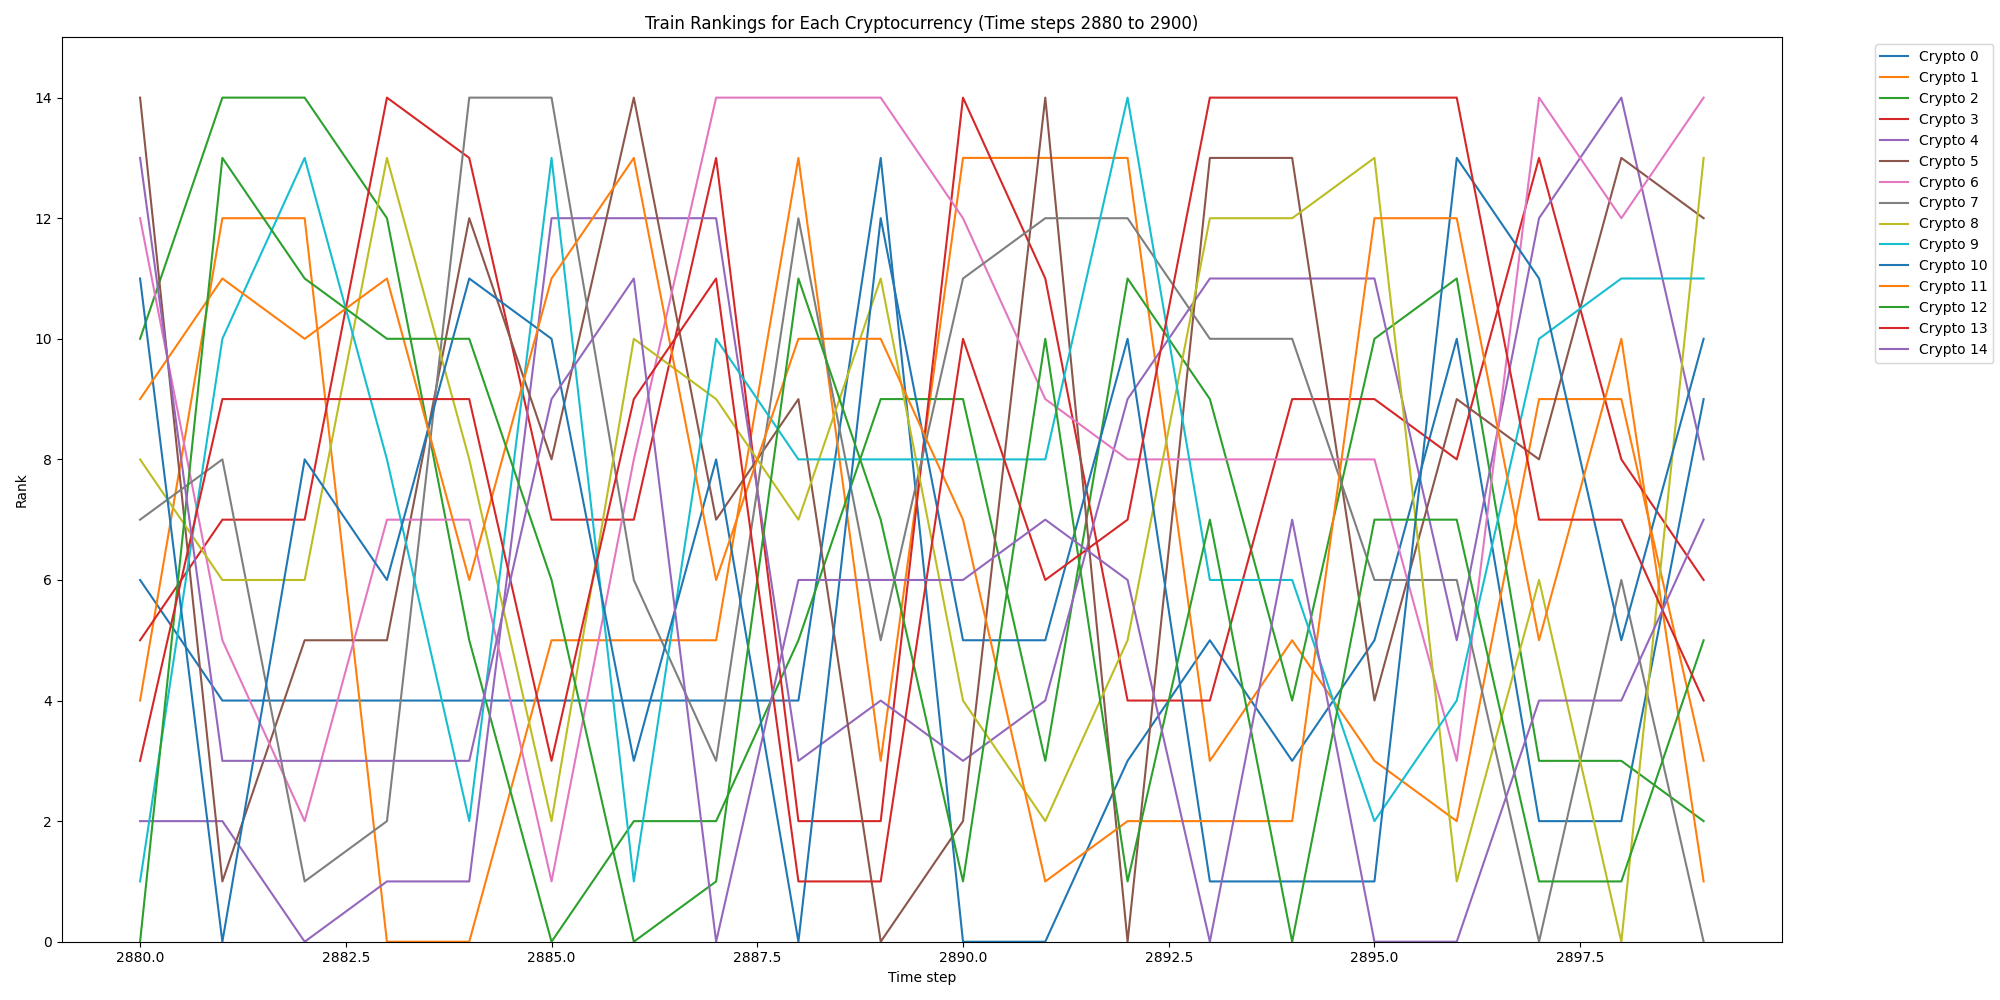 Train Rankings for Each Cryptocurrency (Time steps 2880 to 2900)
Rank
14
12
10
8
6
4
2
0
2880.0
2882.5
2885.0
2887.5
2890.0
2892.5
2895.0
2897.5
Time step
Crypto 0
Crypto 1
Crypto 2
Crypto 3
Crypto 4
Crypto 5
Crypto 6
Crypto 7
Crypto 8
Crypto 9
Crypto 10
Crypto 11
Crypto 12
Crypto 13
Crypto 14